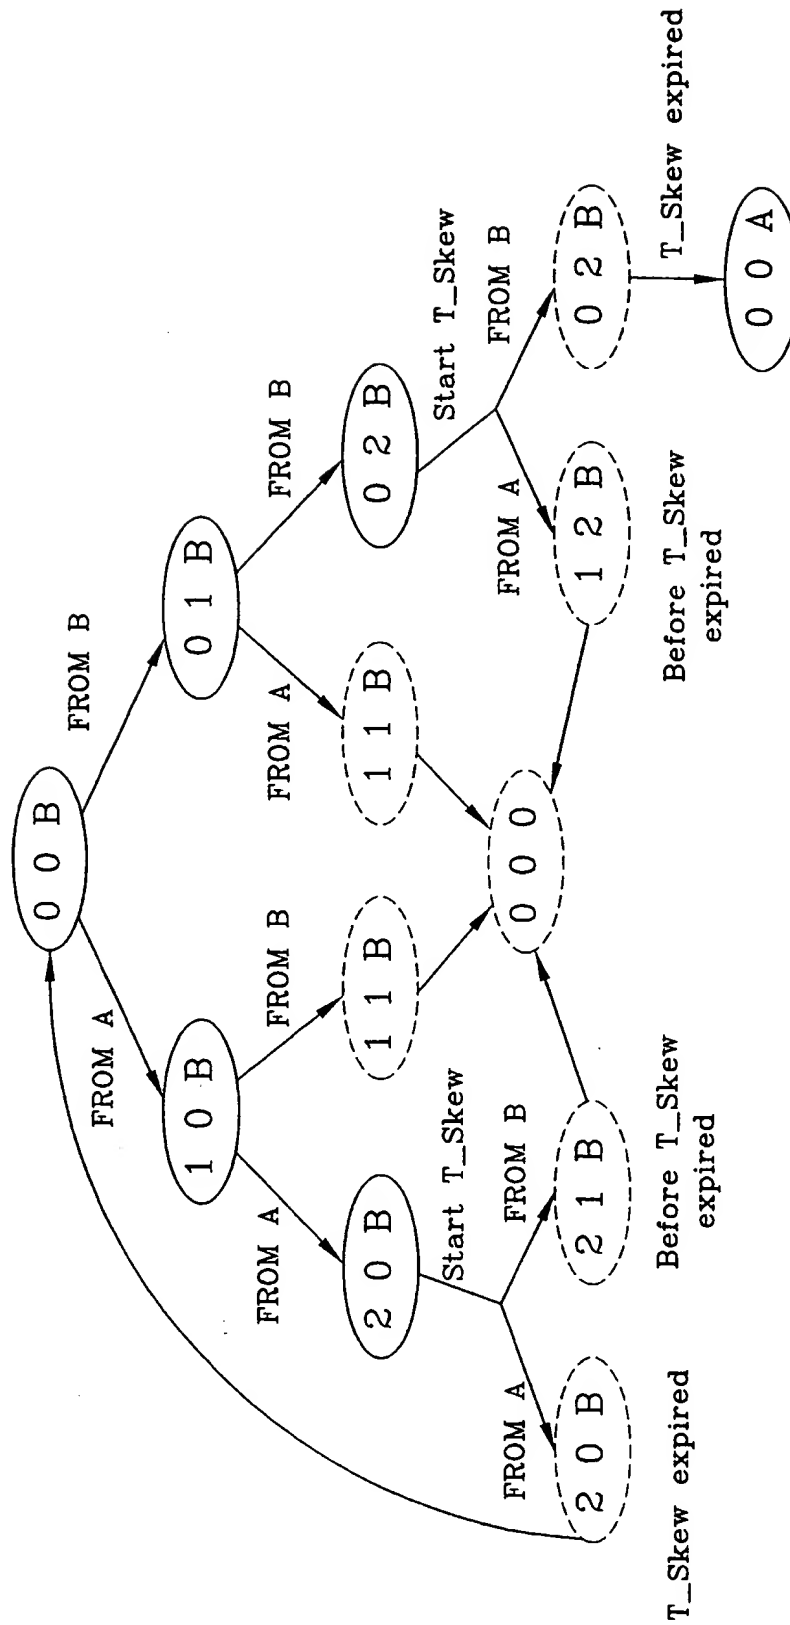 0 0 B
FROM A
FROM B
1 0 B
0 1 B
FROM A
FROM B
FROM A
FROM B
2 0 B
1 1 B
1 1 B
0 2 B
Start T_Skew
Start T_Skew
FROM A
FROM B
0 0 0
FROM A
FROM B
2 0 B
2 1 B
1 2 B
0 2 B
T_Skew expired
Before T_Skew
expired
Before T_Skew
expired
T_Skew expired
0 0 A